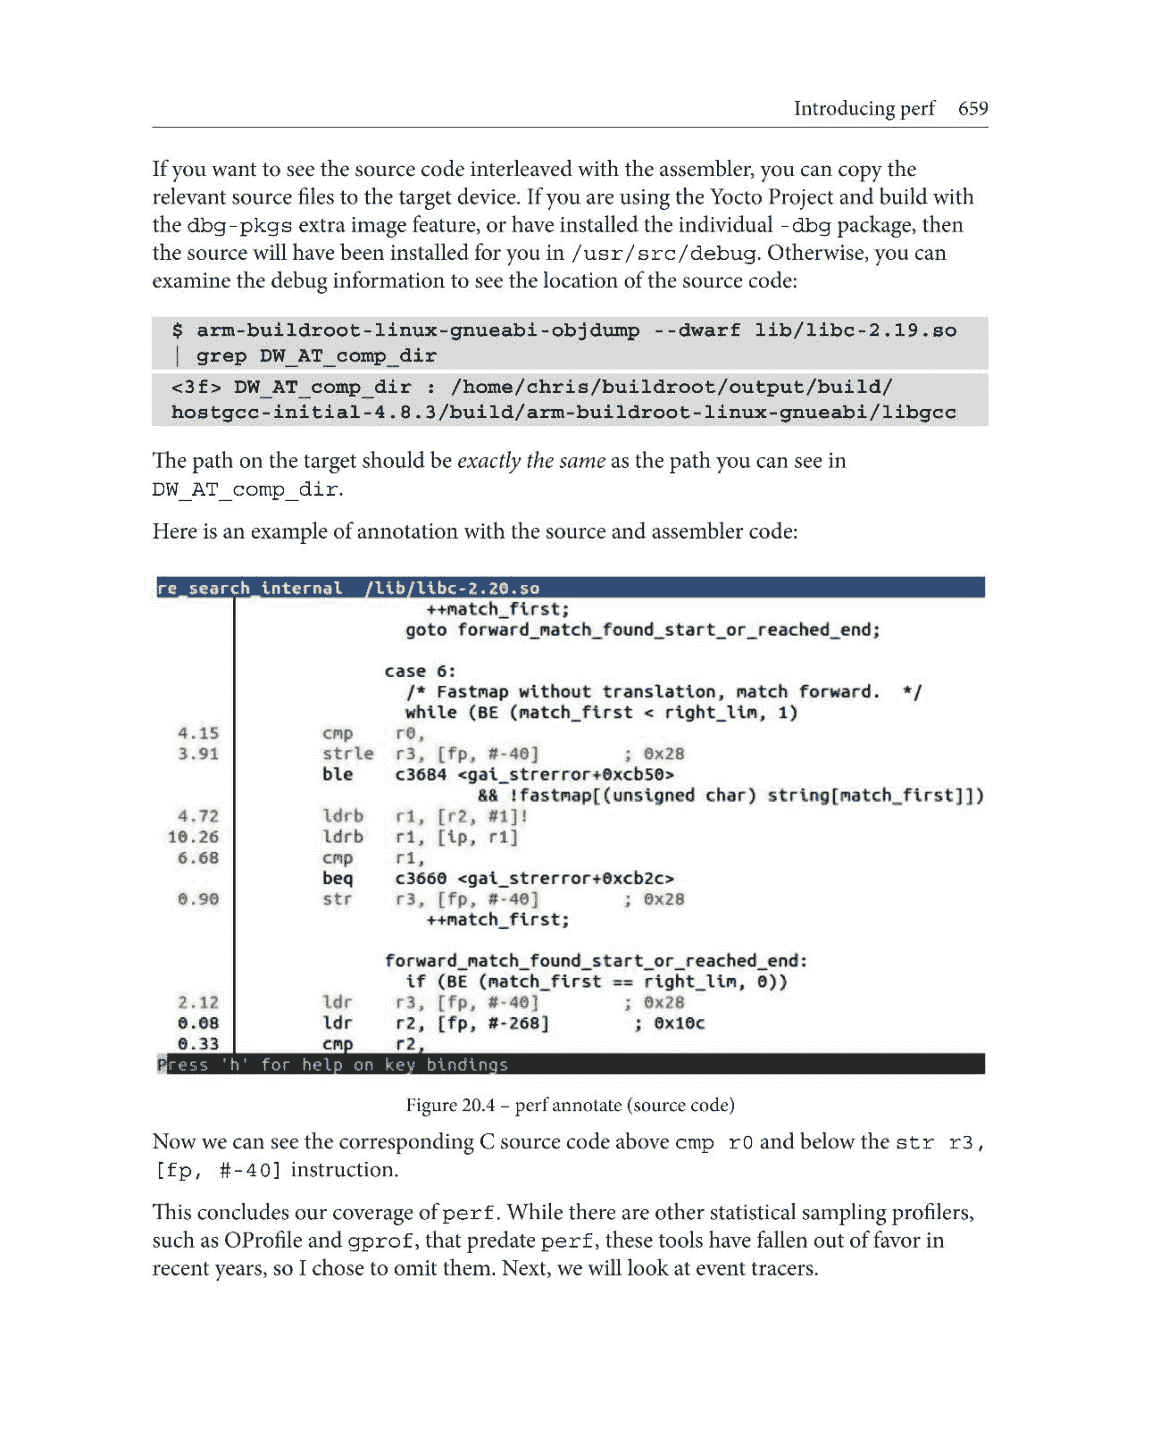 Introducing perf 659
If you want to see the source code interleaved with the assembler, you can copy the
relevant source files to the target device. If you are using the Yocto Project and build with
the dbg-pkgs extra image feature, or have installed the individual -dbg package, then
the source will have been installed for you in /usr/src/debug. Otherwise, you can
examine the debug information to see the location of the source code:
$ arm-buildroot-linux-gnueabi-objdump --dwarf lib/libc-2.19.so
| grep DW_AT_comp_dir
<3f> DW_AT_comp_dir : /home/chris/buildroot/output/build/
hostgcc-initial-4.8.3/build/arm-buildroot-linux-gnueabi/libgcc
The path on the target should be exactly the same as the path you can see in
DW_AT_comp_dir.
Here is an example of annotation with the source and assembler code:
re_search_internal /lib/libc-2.20.so
++match_first;
goto forward_match_found_start_or_reached_end;
case 6:
/* Fastmap without translation, match forward. */
while (BE (match_first < right_lim, 1)
4.15 cmp r0,
3.91 strle r3, [fp, #-40] ; 0x28
ble c3684 <gai_strerror+0xcb50>
&& !fastmap[(unsigned char) string[match_first]])
4.72 ldrb r1, [r2, #1]!
10.26 ldrb r1, [ip, r1]
6.68 cmp r1,
beq c3660 <gai_strerror+0xcb2c>
0.90 str r3, [fp, #-40] ; 0x28
++match_first;
forward_match_found_start_or_reached_end:
if (BE (match_first == right_lim, 0))
2.12 ldr r3, [fp, #-40] ; 0x28
0.08 ldr r2, [fp, #-268] ; 0x10c
0.33 cmp r2,
Press 'h' for help on key bindings
Figure 20.4 – perf annotate (source code)
Now we can see the corresponding C source code above cmp r0 and below the str r3,
[fp, #-40] instruction.
This concludes our coverage of perf. While there are other statistical sampling profilers,
such as OProfile and gprof, that predate perf, these tools have fallen out of favor in
recent years, so I chose to omit them. Next, we will look at event tracers.